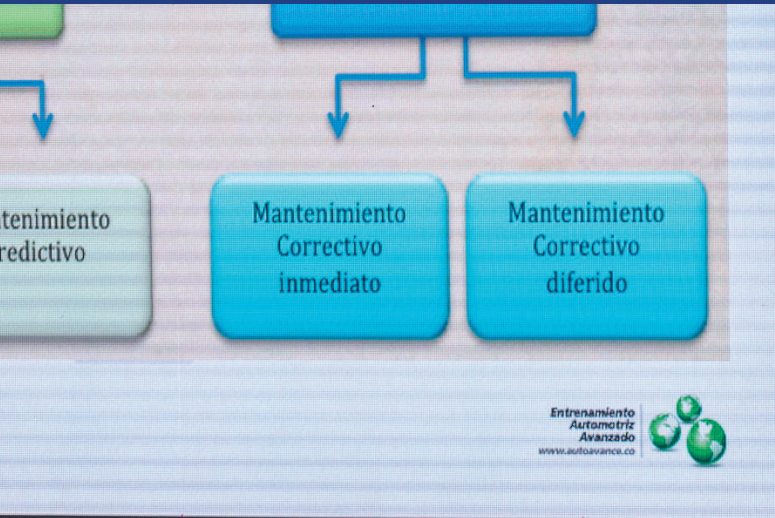 Mantenimiento
Correctivo
inmediato
Mantenimiento
Correctivo
diferido
tenimiento
redictivo
Entrenamiento
Automotriz
Avanzado
www.autoavance.co